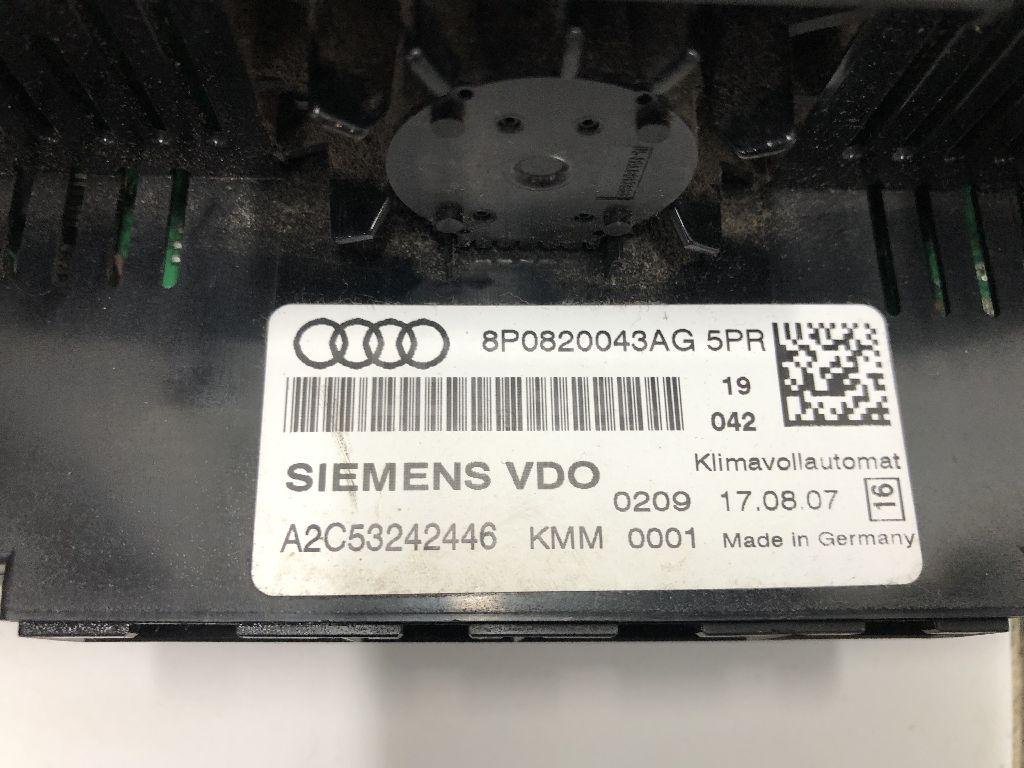 8P0820043AG 5PR
19
042
SIEMENS VDO
Klimavollautomat
0209 17.08.07 16
A2C53242446 KMM 0001 Made in Germany